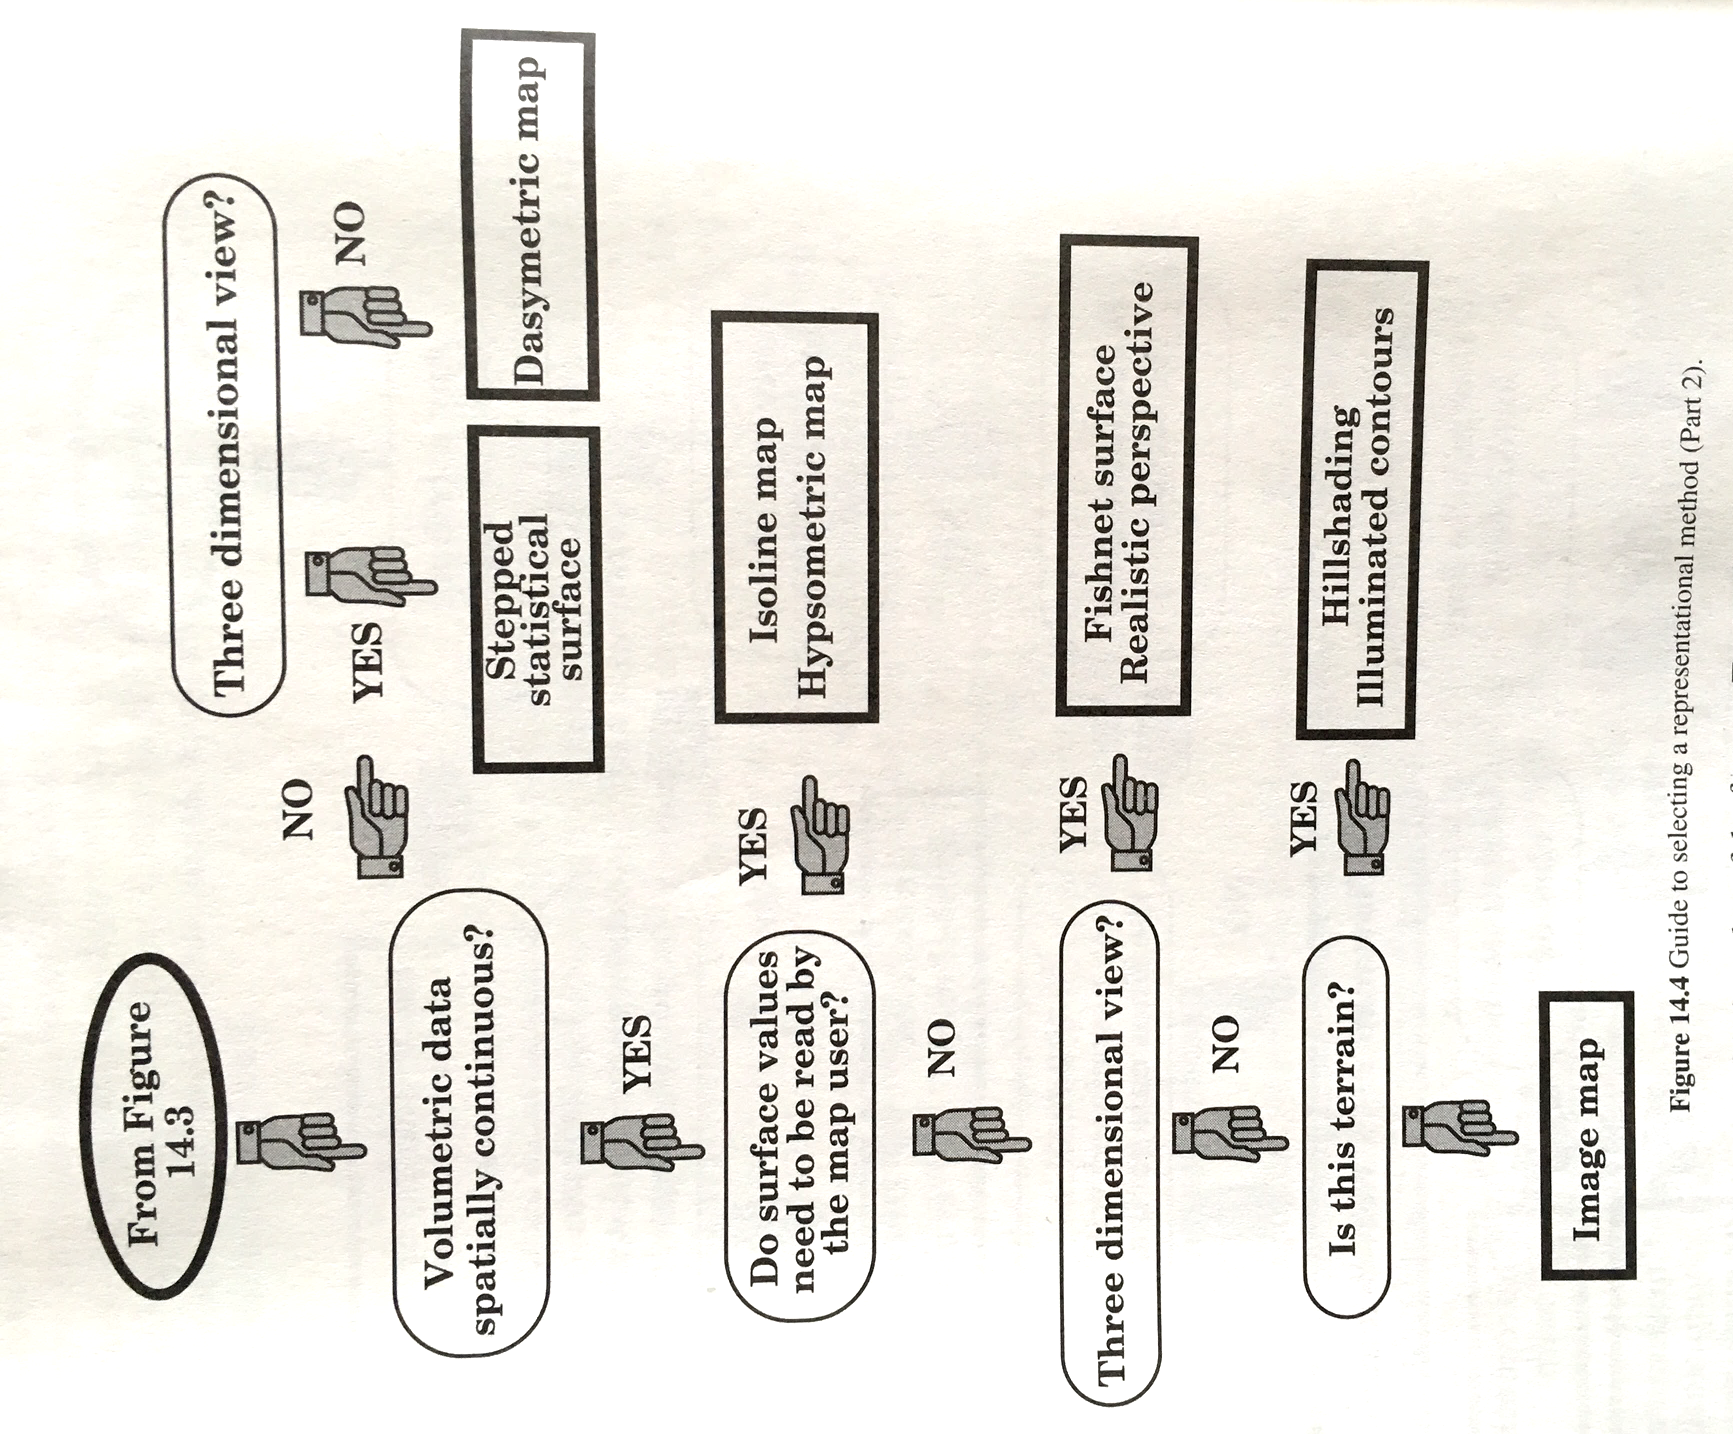 From Figure
14.3
Volumetric data
spatially continuous?
NO
Three dimensional view?
YES
NO
Stepped
statistical
surface
Dasymetric map
YES
Do surface values
need to be read by
the map user?
YES
Isoline map
Hypsometric map
NO
Three dimensional view?
YES
Fishnet surface
Realistic perspective
NO
Is this terrain?
YES
Hillshading
Illuminated contours
Image map
Figure 14.4 Guide to selecting a representational method (Part 2).